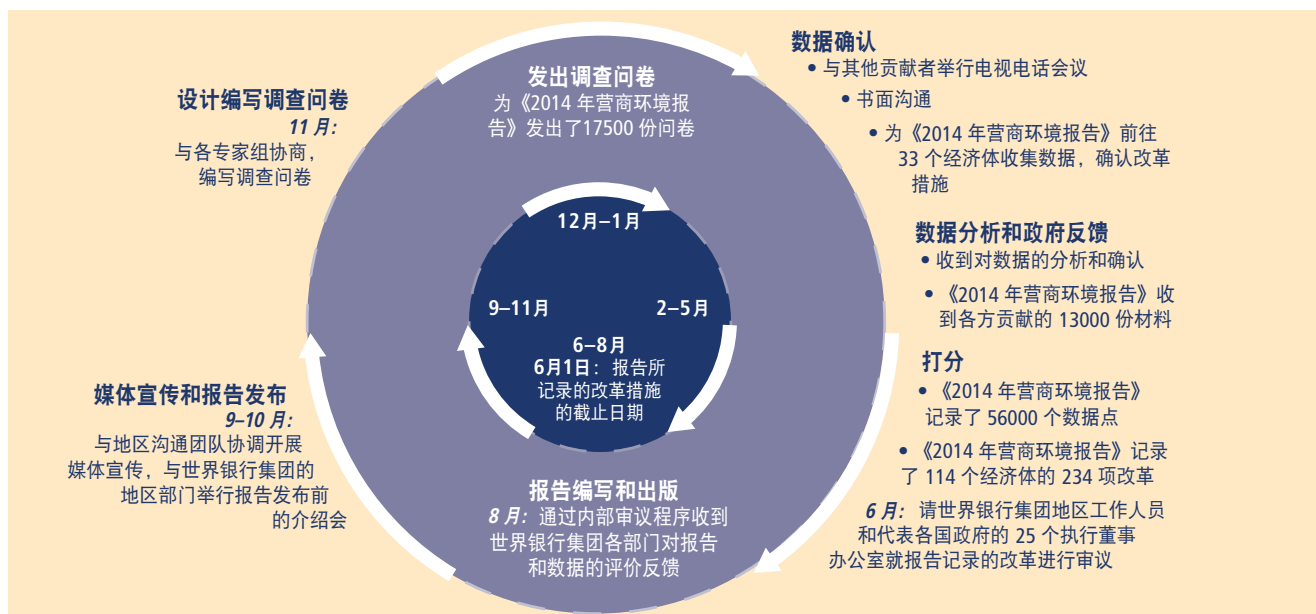 设计编写调查问卷
11 月：
与各专家组协商，
编写调查问卷
发出调查问卷
为《2014 年营商环境报
告》发出了17500 份问卷
数据确认
• 与其他贡献者举行电视电话会议
• 书面沟通
• 为《2014 年营商环境报告》前往
33 个经济体收集数据，确认改革
措施
数据分析和政府反馈
• 收到对数据的分析和确认
• 《2014 年营商环境报告》收
到各方贡献的 13000 份材料
打分
• 《2014 年营商环境报告》
记录了 56000 个数据点
• 《2014 年营商环境报告》记录
了 114 个经济体的 234 项改革
6 月： 请世界银行集团地区工作人员
和代表各国政府的 25 个执行董事
办公室就报告记录的改革进行审议
报告编写和出版
8 月：通过内部审议程序收到
世界银行集团各部门对报告
和数据的评价反馈
媒体宣传和报告发布
9–10 月：
与地区沟通团队协调开展
媒体宣传，与世界银行集团的
地区部门举行报告发布前
的介绍会
12月–1月
2–5月
6–8月
6月1日：报告所
记录的改革措施
的截止日期
9–11月